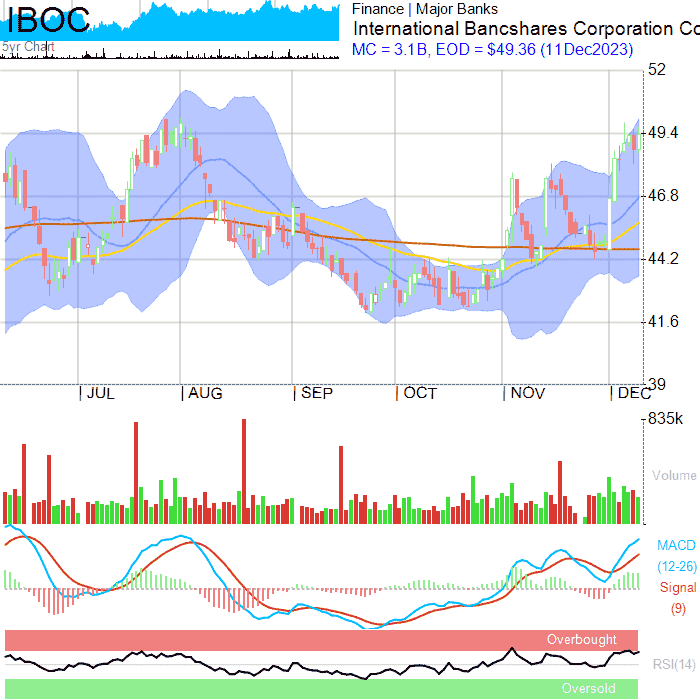 IBOC
5yr Chart
Finance | Major Banks
International Bancshares Corporation Co
MC = 3.1B, EOD = $49.36 (11Dec2023)
52
49.4
46.8
44.2
41.6
39
JUL
AUG
SEP
OCT
NOV
DEC
835k
Volume
MACD
(12-26)
Signal
(9)
Overbought
RSI(14)
Oversold